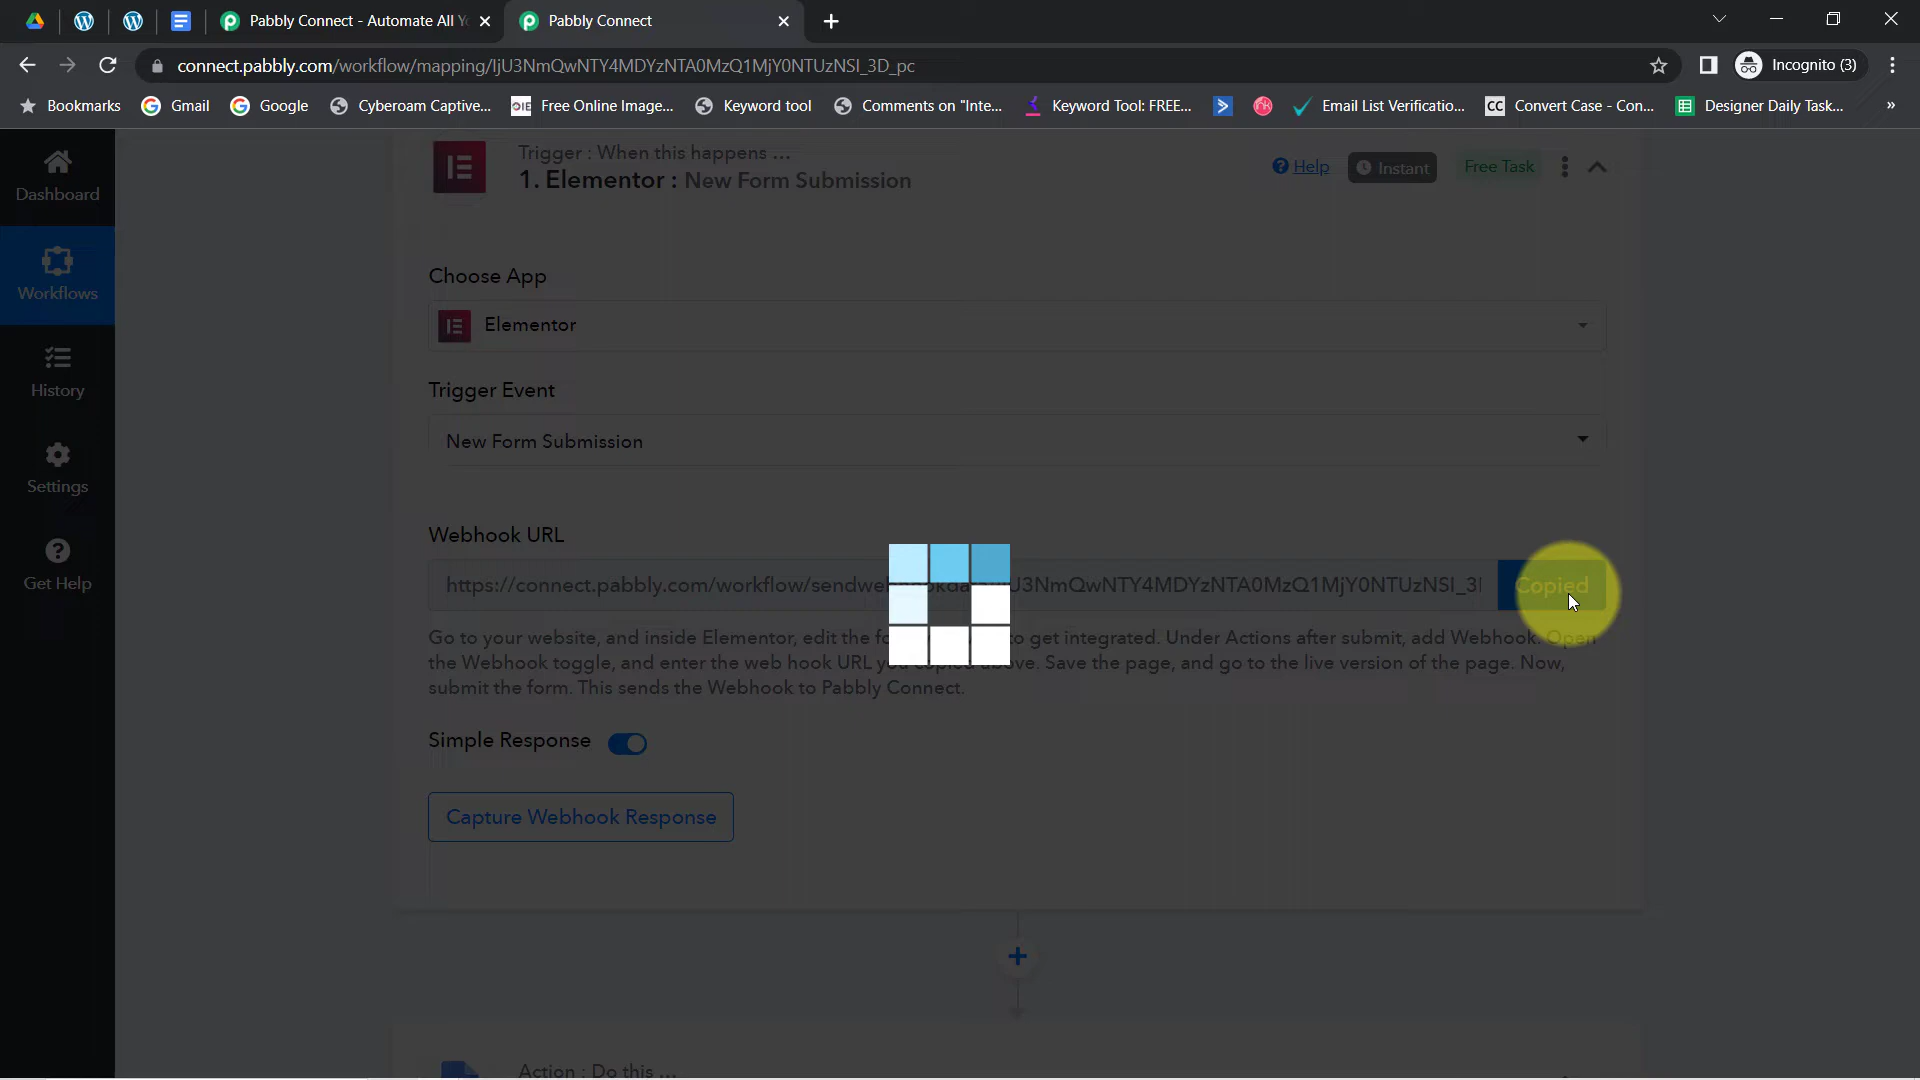 Pabbly Connect - Automate All Yo
Pabbly Connect
connect.pabbly.com/workflow/mapping/IjU3NmQwNTY4MDYzNTA0MzQ1MjY0NTUzNSI_3D_pc
Incognito (3)
Bookmarks
Gmail
Google
Cyberoam Captive...
Free Online Image...
Keyword tool
Comments on "Inte...
Keyword Tool: FREE...
Email List Verificatio...
CC
Convert Case - Con...
Designer Daily Task...
»
Dashboard
Workflows
History
Settings
Get Help
Trigger : When this happens ...
1. Elementor : New Form Submission
Help
Instant
Free Task
Choose App
Elementor
Trigger Event
New Form Submission
Webhook URL
https://connect.pabbly.com/workflow/sendwe
U3NmQwNTY4MDYzNTA0MzQ1MjY0NTUzNSI_3
Copied
Go to your website, and inside Elementor, edit the fo to get integrated. Under Actions after submit, add Webhook. Open
the Webhook toggle, and enter the web hook URL you copied above. Save the page, and go to the live version of the page. Now,
submit the form. This sends the Webhook to Pabbly Connect.
Simple Response
Capture Webhook Response
Action : Do this ...